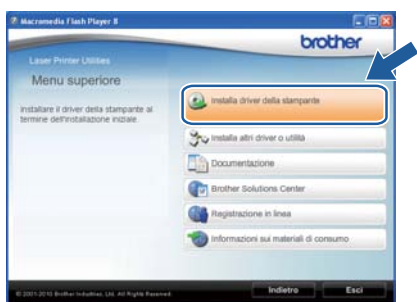 Macromedia Flash Player 8
brother
Laser Printer Utilities
Menu superiore
Installare il driver della stampante al
termine dell'installazione iniziale.
Installa driver della stampante
Installa altri driver o utilità
Documentazione
Brother Solutions Center
Registrazione in linea
Informazioni sui materiali di consumo
© 2001-2010 Brother Industries, Ltd. All Rights Reserved.
Indietro
Esci